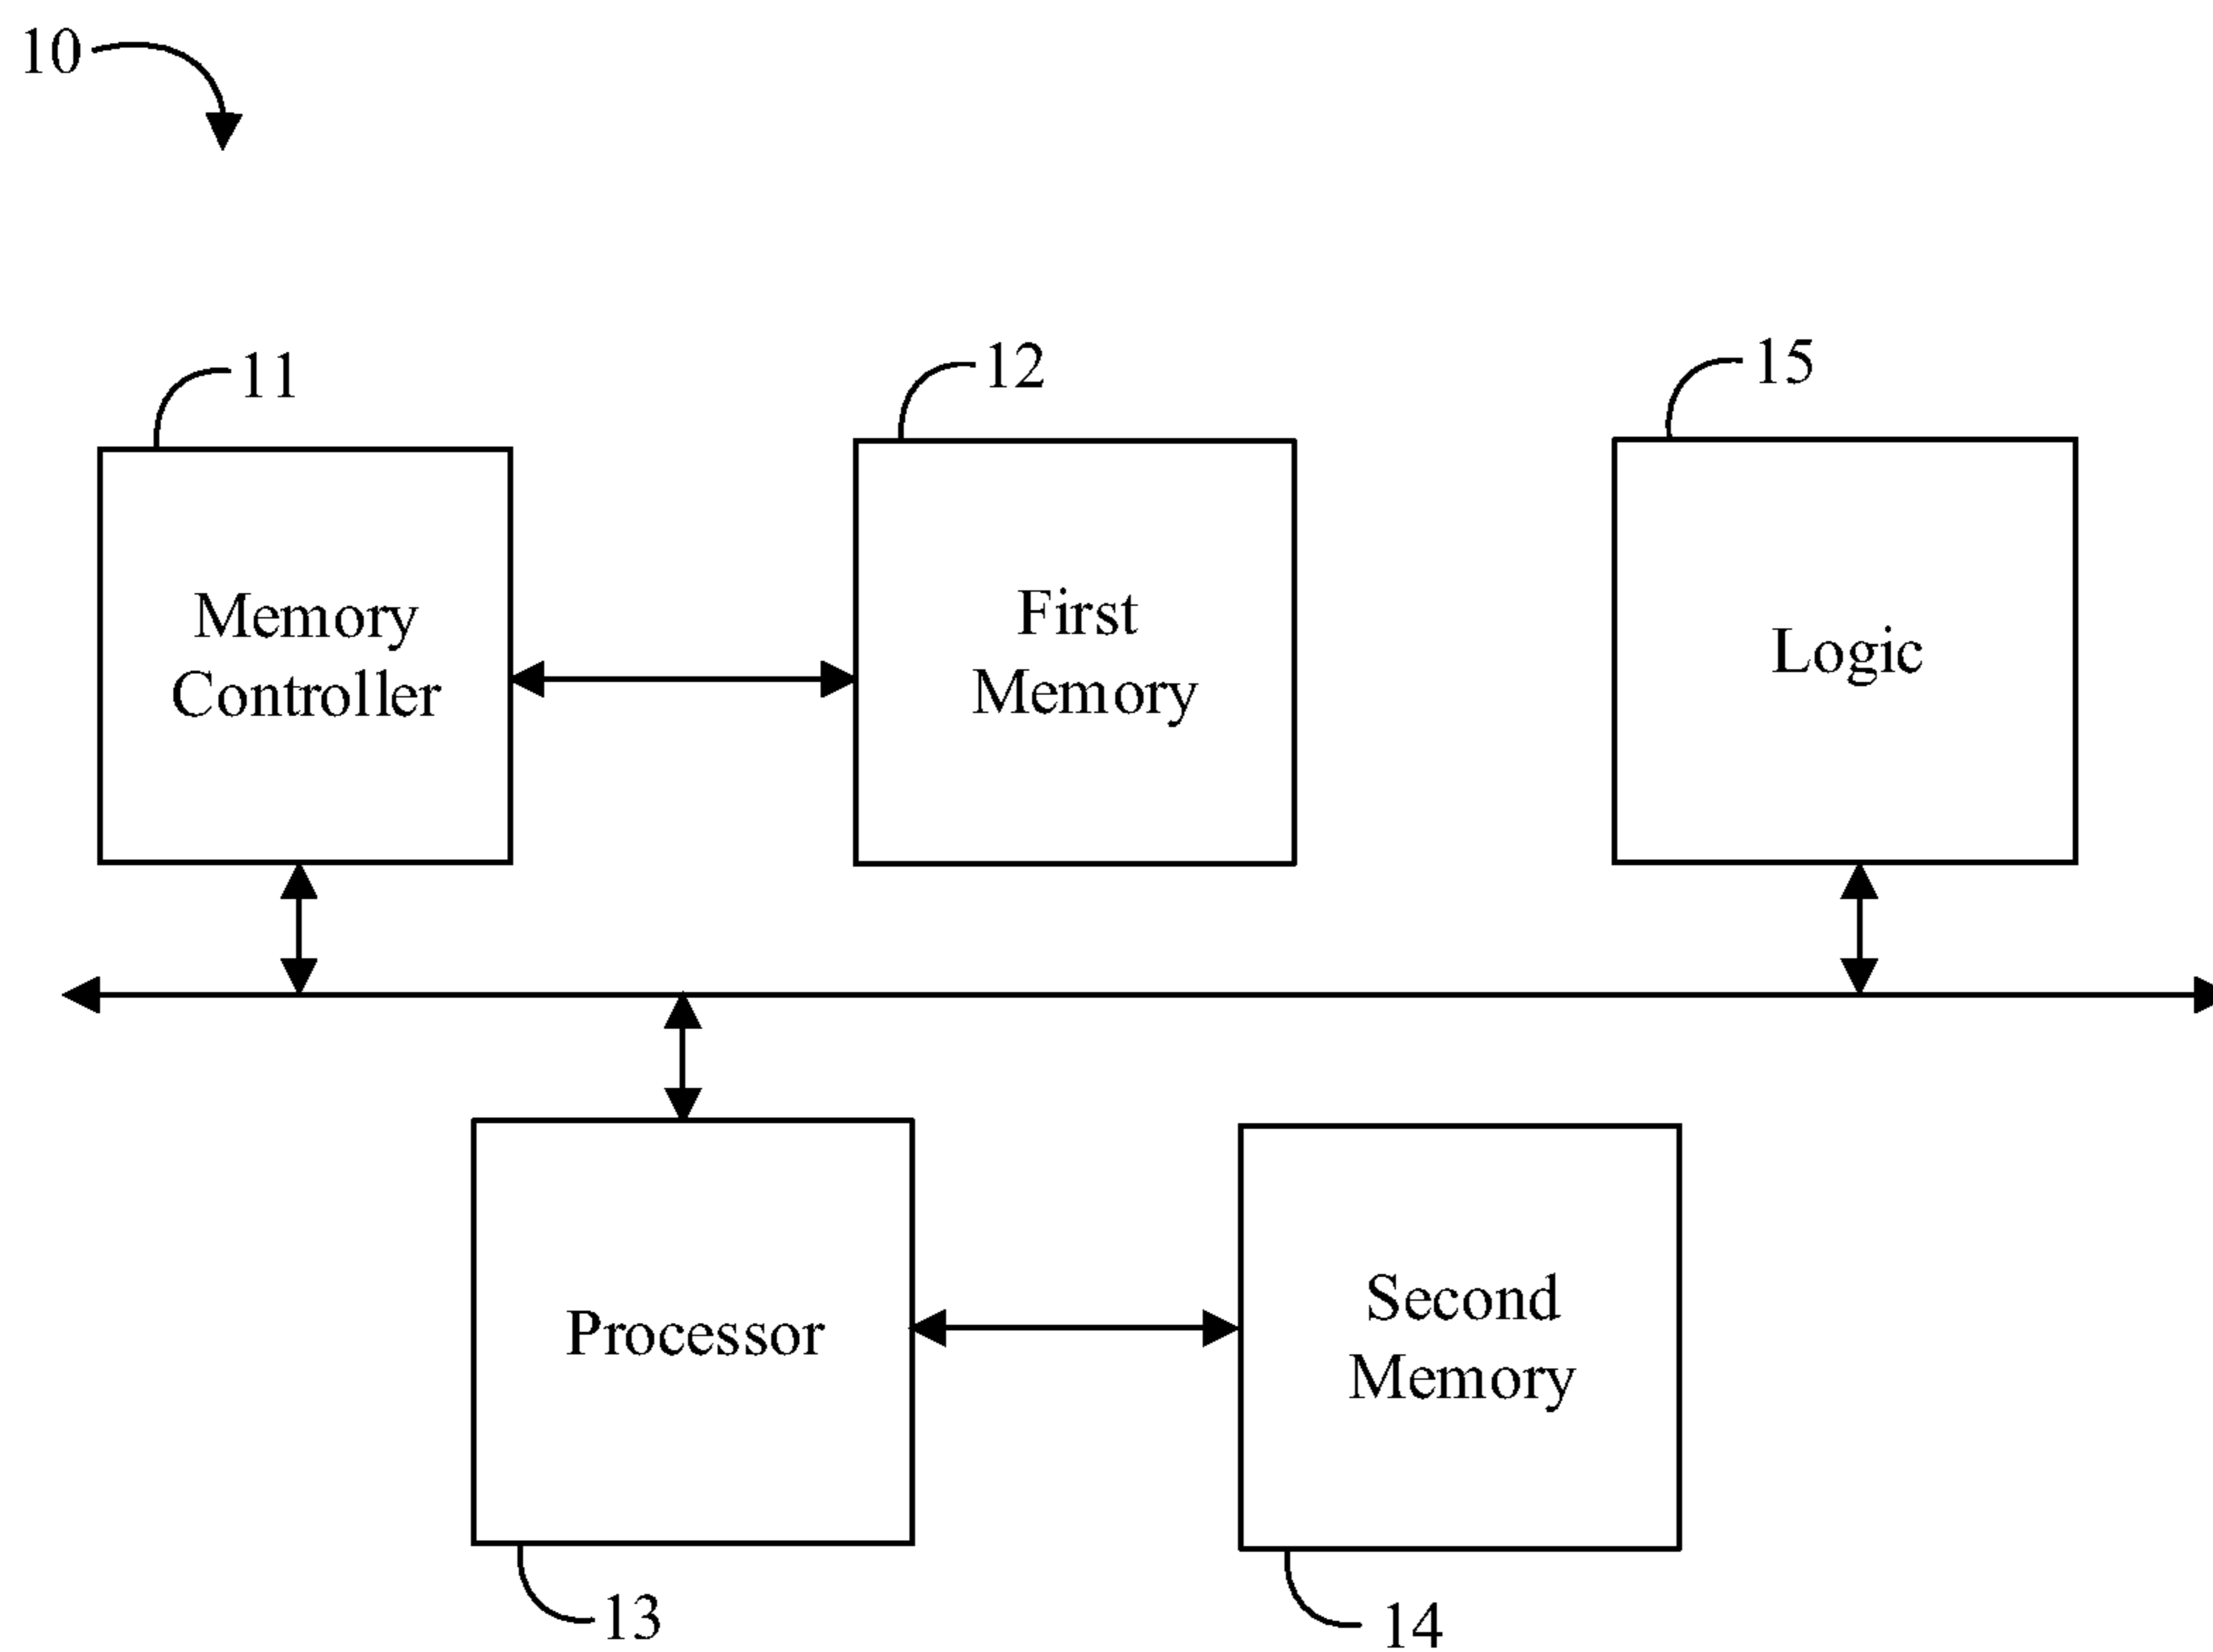 10
11
12
15
Memory
Controller
First
Memory
Logic
Processor
Second
Memory
13
14